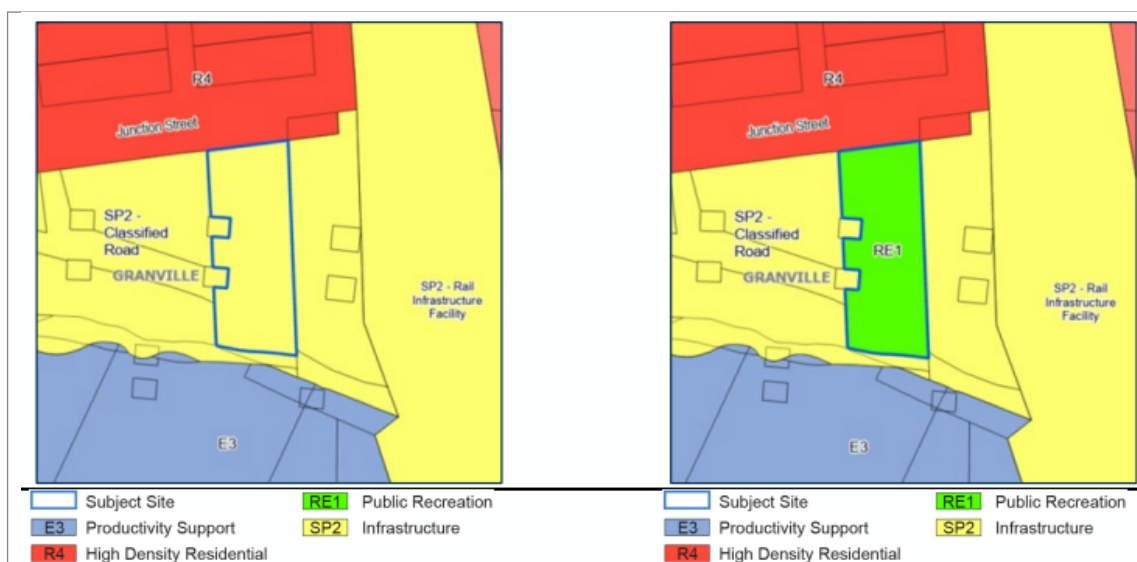 R4
Junction Street
SP2 -
Classified
Road
GRANVILLE
SP2 - Rail
Infrastructure
Facility
E3
Subject Site
RE1 Public Recreation
E3 Productivity Support
SP2 Infrastructure
R4 High Density Residential
R4
Junction Street
SP2 -
Classified
Road
RE1
GRANVILLE
SP2 - Rail
Infrastructure
Facility
E3
Subject Site
RE1 Public Recreation
E3 Productivity Support
SP2 Infrastructure
R4 High Density Residential